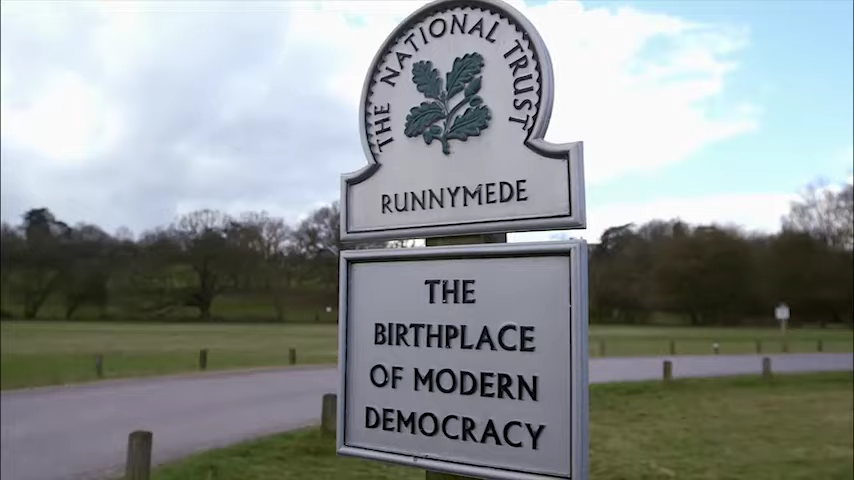 THE NATIONAL TRUST
RUNNYMEDE
THE
BIRTHPLACE
OF MODERN
DEMOCRACY